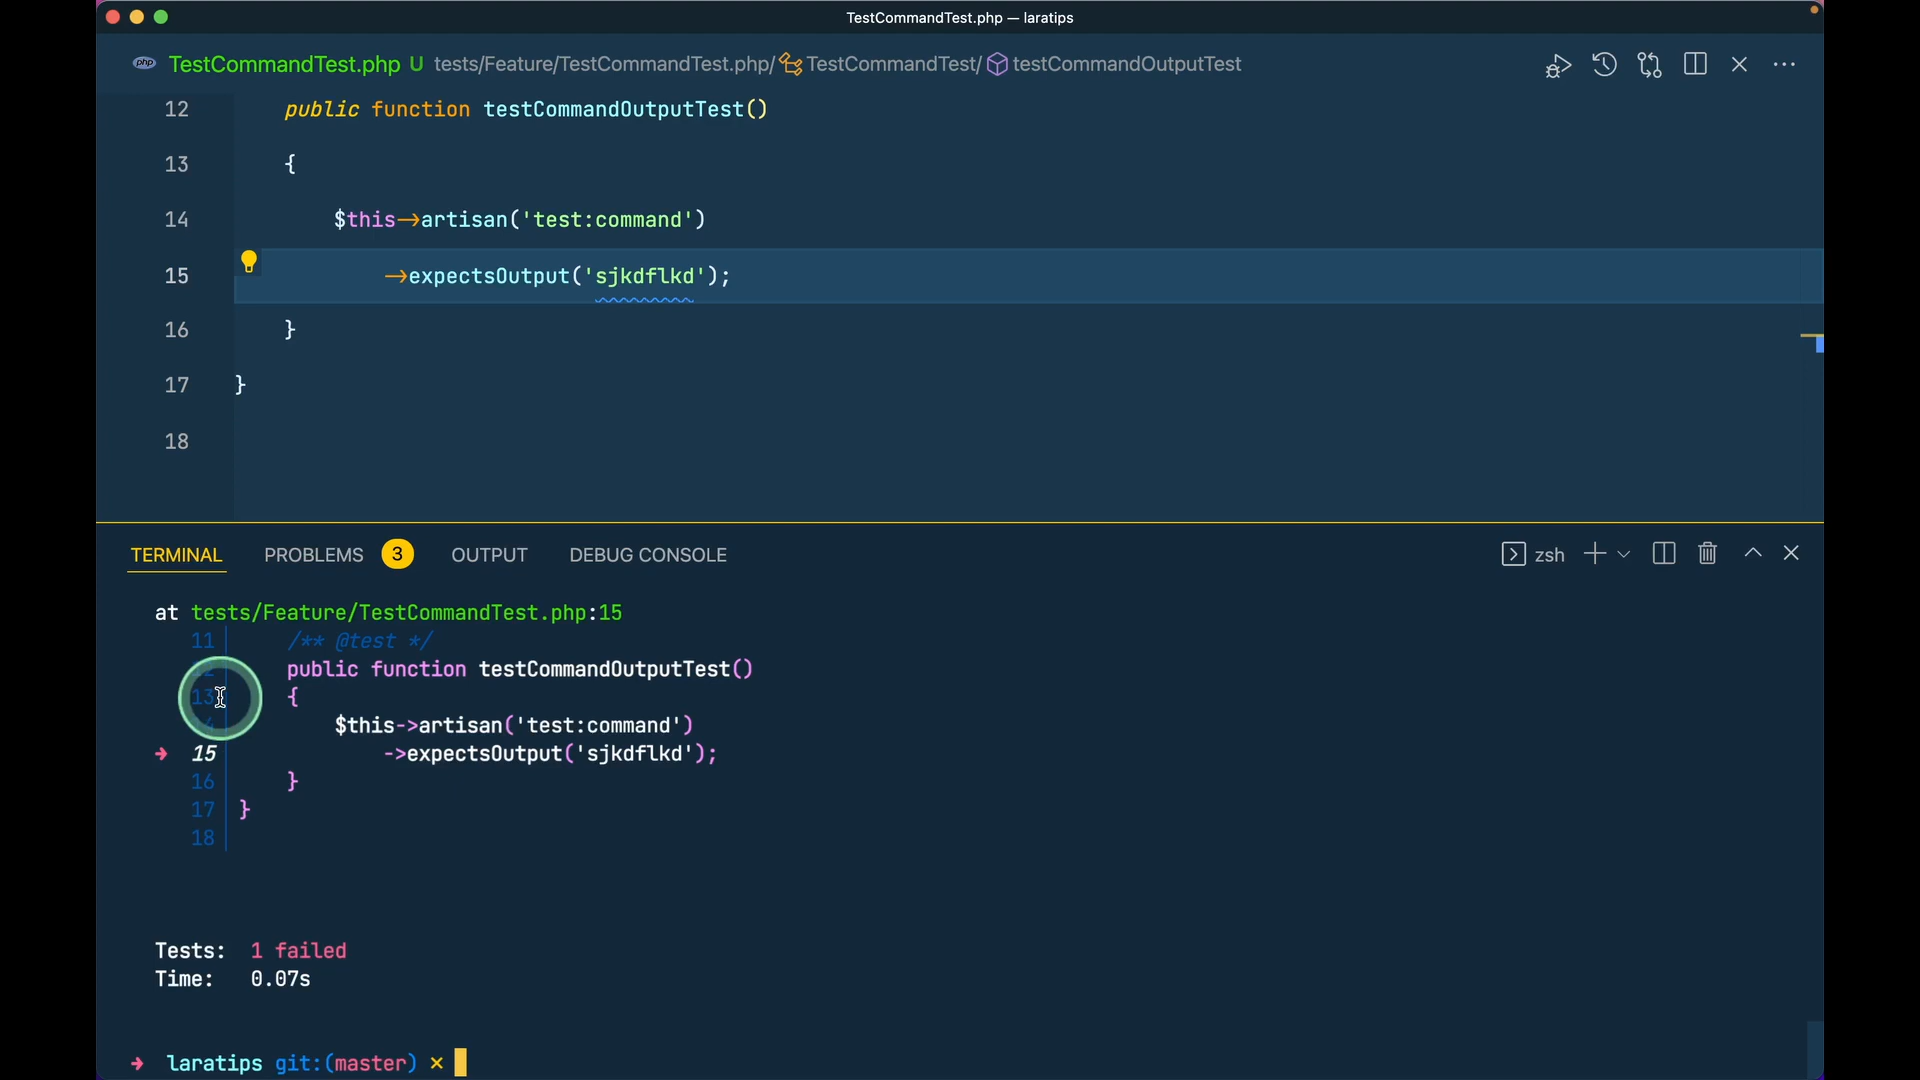 TestCommandTest.php — laratips
php TestCommandTest.php U tests/Feature/TestCommandTest.php/ TestCommandTest/ testCommandOutputTest
12 public function testCommandOutputTest()
13 {
14 $this->artisan('test:command')
15 ->expectsOutput('sjkdflkd');
16 }
17 }
18
TERMINAL PROBLEMS 3 OUTPUT DEBUG CONSOLE zsh
at tests/Feature/TestCommandTest.php:15
11 /** @test */
12 public function testCommandOutputTest()
13 {
$this->artisan('test:command')
➜ 15 ->expectsOutput('sjkdflkd');
16 }
17 }
18
Tests: 1 failed
Time: 0.07s
➜ laratips git:(master) ×